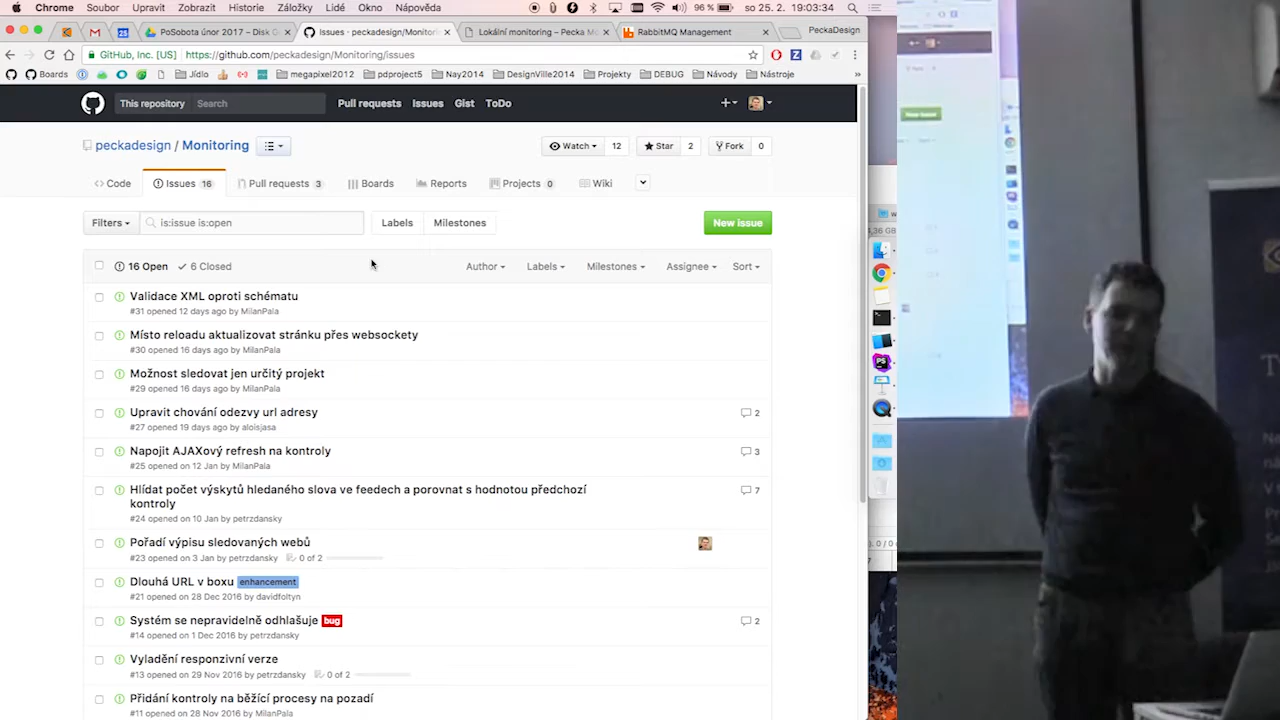 Chrome Soubor Upravit Zobrazit Historie Záložky Lidé Okno Nápověda 96 % so 25. 2. 19:03:34
PoSobota únor 2017 – Disk G
Issues · peckadesign/Monitorin
Lokální monitoring – Pecka M
RabbitMQ Management
PeckaDesign
GitHub, Inc. [US] https://github.com/peckadesign/Monitoring/issues
Boards Jídlo megapixel2012 pdproject5 Nay2014 DesignVille2014 Projekty DEBUG Návody Nástroje
This repository Search Pull requests Issues Gist ToDo
peckadesign / Monitoring Watch 12 Star 2 Fork 0
Code Issues 16 Pull requests 3 Boards Reports Projects 0 Wiki
Filters is:issue is:open Labels Milestones New issue
16 Open 6 Closed Author Labels Milestones Assignee Sort
Validace XML oproti schématu
#31 opened 12 days ago by MilanPala
Místo reloadu aktualizovat stránku přes websockety
#30 opened 16 days ago by MilanPala
Možnost sledovat jen určitý projekt
#29 opened 16 days ago by MilanPala
Upravit chování odezvy url adresy 2
#27 opened 19 days ago by aloisjasa
Napojit AJAXový refresh na kontroly 3
#25 opened on 12 Jan by MilanPala
Hlídat počet výskytů hledaného slova ve feedech a porovnat s hodnotou předchozí 7
kontroly
#24 opened on 10 Jan by petrzdansky
Pořadí výpisu sledovaných webů
#23 opened on 3 Jan by petrzdansky 0 of 2
Dlouhá URL v boxu enhancement
#21 opened on 28 Dec 2016 by davidfoltyn
Systém se nepravidelně odhlašuje bug 2
#14 opened on 1 Dec 2016 by petrzdansky
Vyladění responzivní verze
#13 opened on 29 Nov 2016 by petrzdansky 0 of 2
Přidání kontroly na běžící procesy na pozadí
#11 opened on 28 Nov 2016 by MilanPala